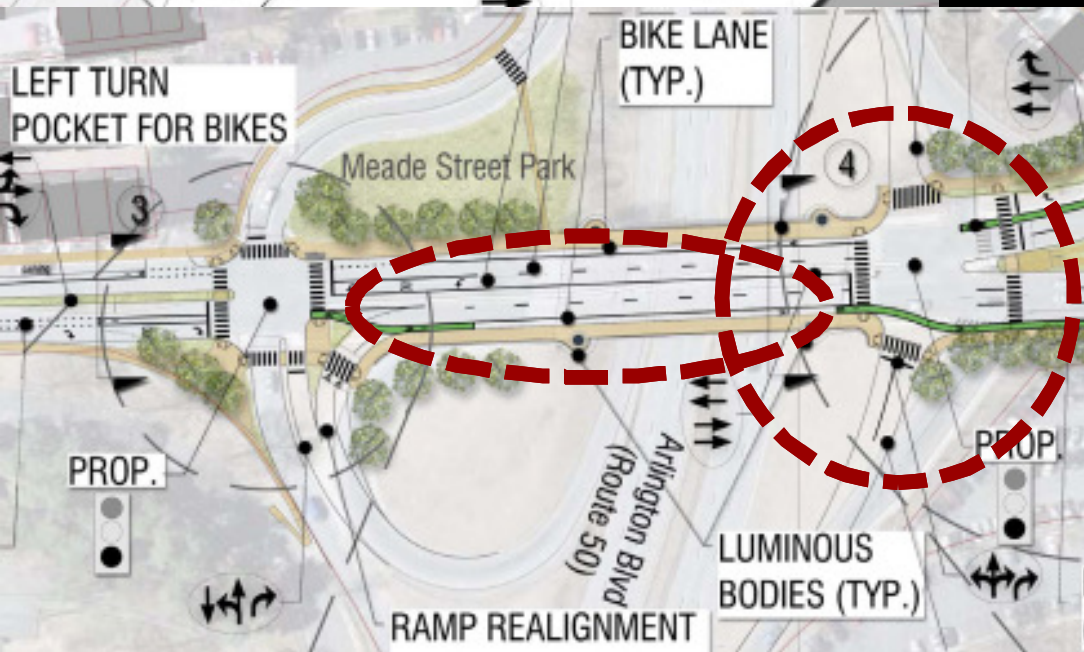 BIKE LANE
(TYP.)
LEFT TURN
POCKET FOR BIKES
Meade Street Park
3
4
PROP.
PROP.
Arlington Blvd
(Route 50)
LUMINOUS
BODIES (TYP.)
RAMP REALIGNMENT